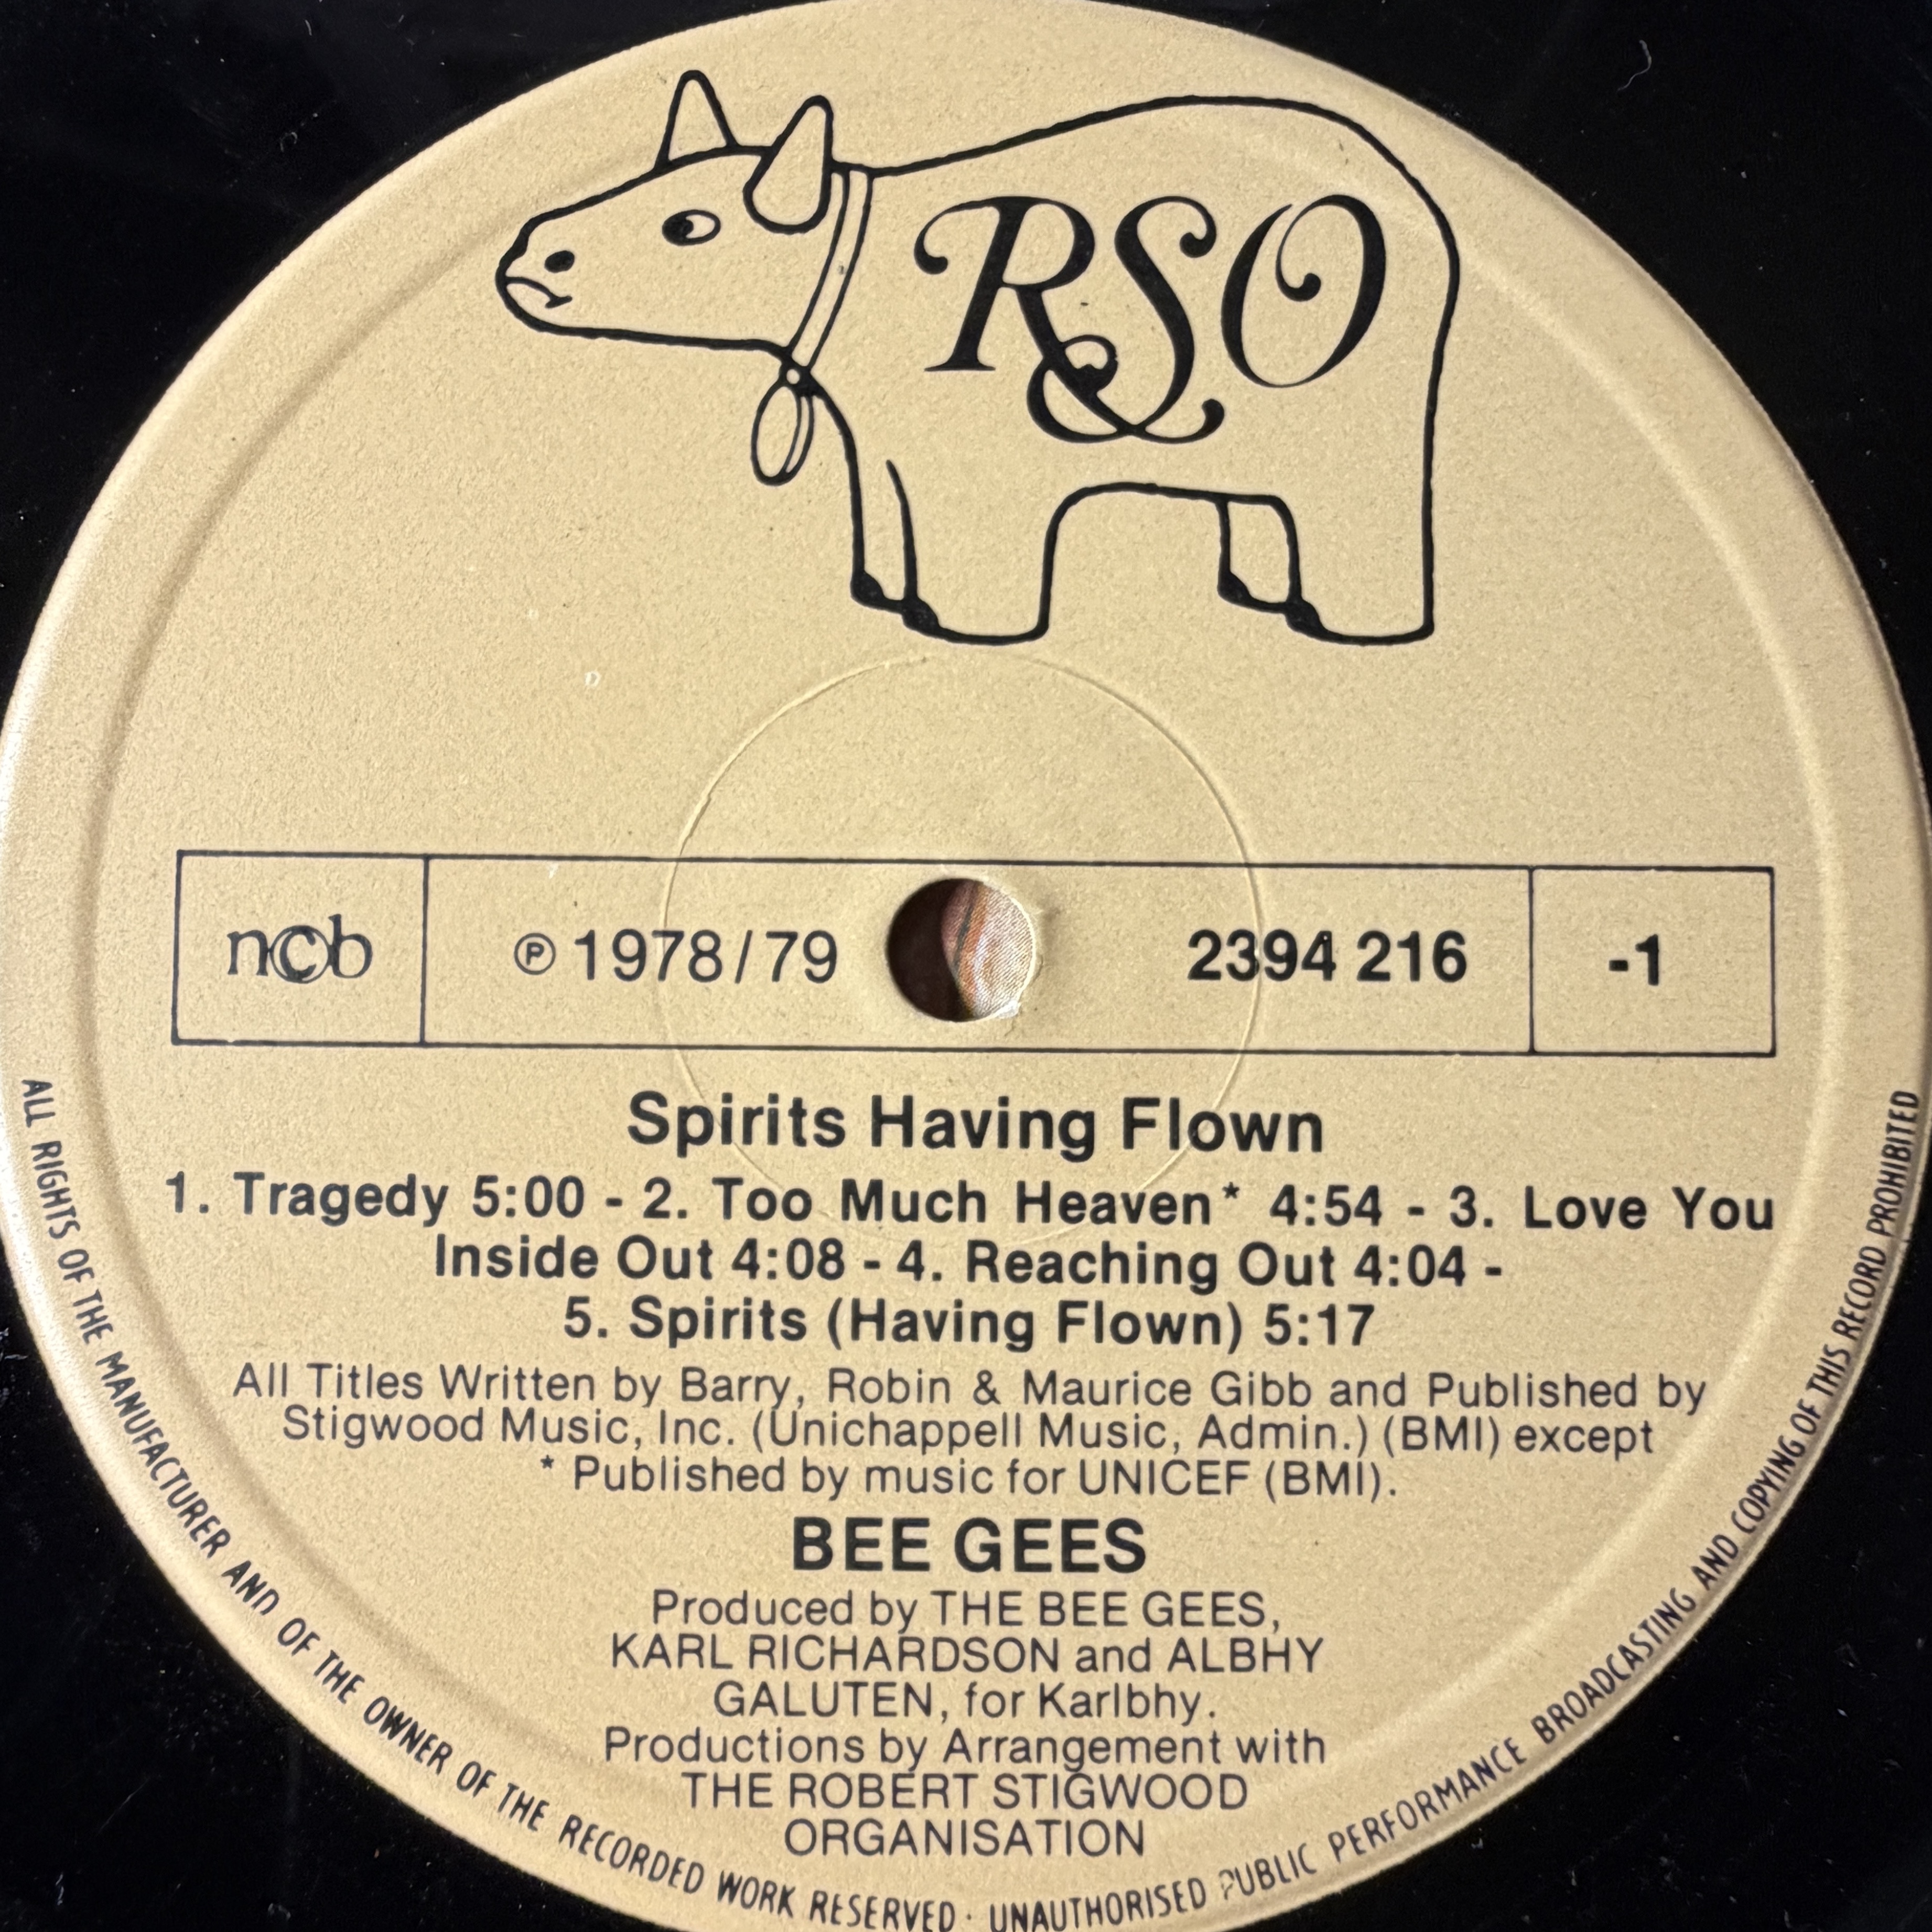 RSO
ncb
℗ 1978/79
2394 216
-1
Spirits Having Flown
1. Tragedy 5:00 - 2. Too Much Heaven* 4:54 - 3. Love You
Inside Out 4:08 - 4. Reaching Out 4:04 -
5. Spirits (Having Flown) 5:17
All Titles Written by Barry, Robin & Maurice Gibb and Published by
Stigwood Music, Inc. (Unichappell Music, Admin.) (BMI) except
* Published by music for UNICEF (BMI).
BEE GEES
Produced by THE BEE GEES,
KARL RICHARDSON and ALBHY
GALUTEN, for Karlbhy.
Productions by Arrangement with
THE ROBERT STIGWOOD
ORGANISATION
ALL RIGHTS OF THE MANUFACTURER AND OF THE OWNER OF THE RECORDED WORK RESERVED · UNAUTHORISED PUBLIC PERFORMANCE BROADCASTING AND COPYING OF THIS RECORD PROHIBITED